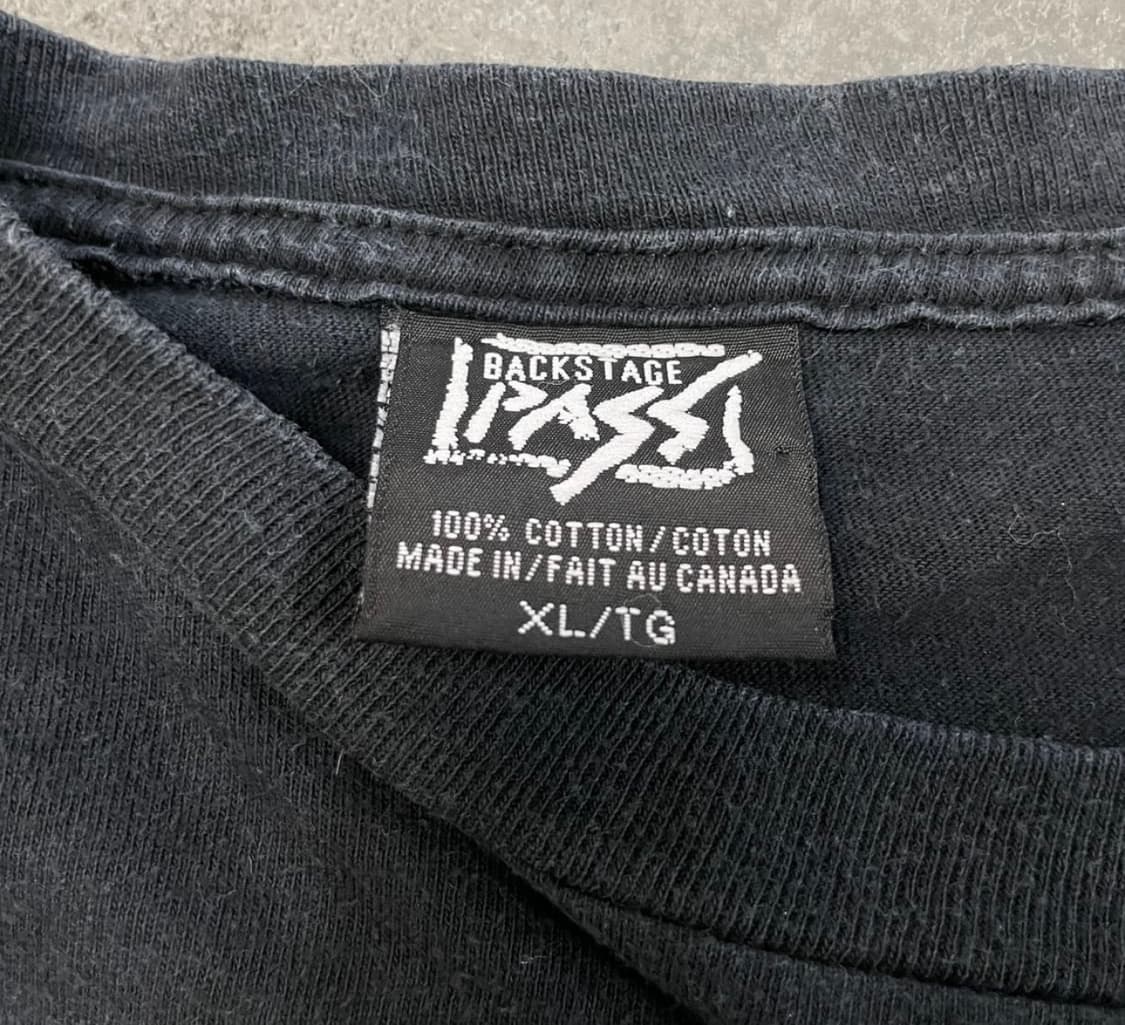 BACKSTAGE
PASS
100% COTTON/COTON
MADE IN/FAIT AU CANADA
XL/TG